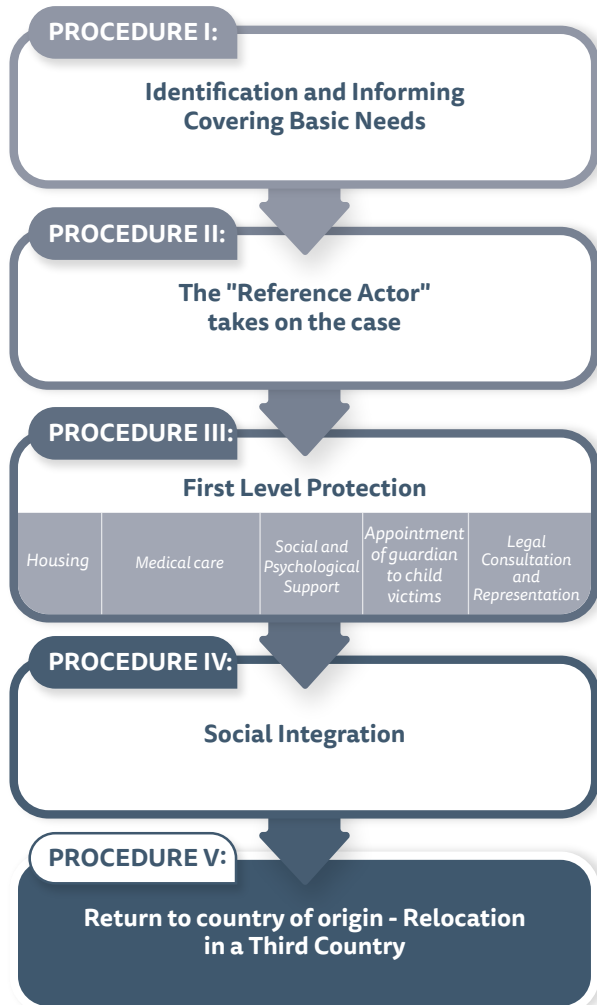 PROCEDURE I:
Identification and Informing
Covering Basic Needs
PROCEDURE II:
The "Reference Actor"
takes on the case
PROCEDURE III:
First Level Protection
Housing
Medical care
Social and
Psychological
Support
Appointment
of guardian
to child
victims
Legal
Consultation
and
Representation
PROCEDURE IV:
Social Integration
PROCEDURE V:
Return to country of origin - Relocation
in a Third Country